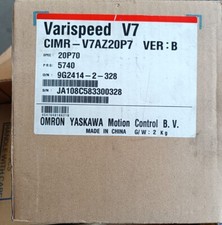 Varispeed V7
CIMR-V7AZ20P7 VER:B
20P70
5740
9G2414-2-328
JA108C583300328
OMRON YASKAWA Motion Control B. V.
MADE IN CHINA G/W: 2 Kg